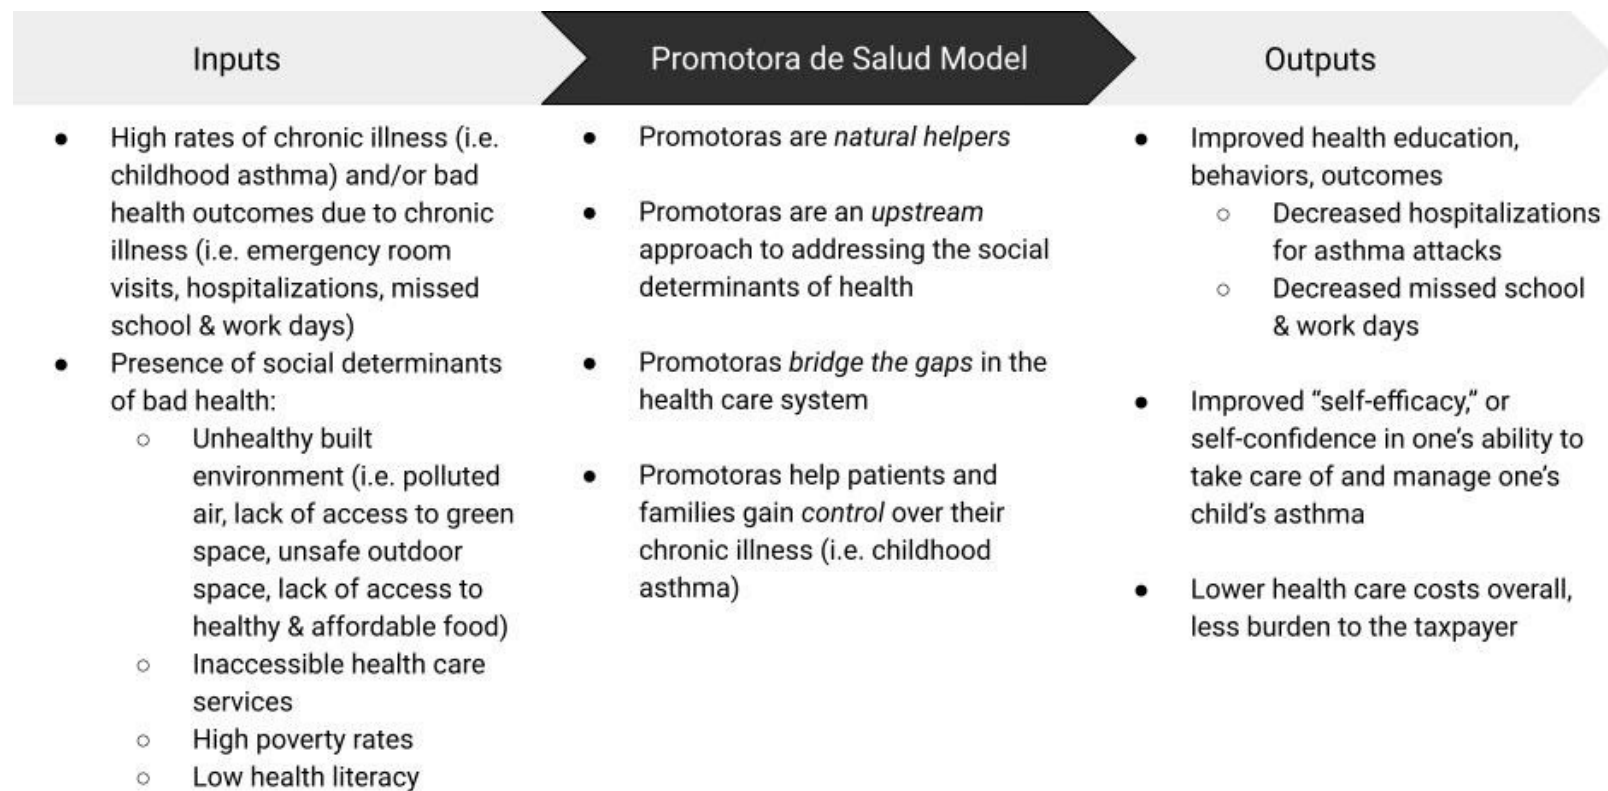 Inputs
Promotora de Salud Model
Outputs
● High rates of chronic illness (i.e.
childhood asthma) and/or bad
health outcomes due to chronic
illness (i.e. emergency room
visits, hospitalizations, missed
school & work days)
● Presence of social determinants
of bad health:
○ Unhealthy built
environment (i.e. polluted
air, lack of access to green
space, unsafe outdoor
space, lack of access to
healthy & affordable food)
○ Inaccessible health care
services
○ High poverty rates
○ Low health literacy
● Promotoras are natural helpers
● Promotoras are an upstream
approach to addressing the social
determinants of health
● Promotoras bridge the gaps in the
health care system
● Promotoras help patients and
families gain control over their
chronic illness (i.e. childhood
asthma)
● Improved health education,
behaviors, outcomes
○ Decreased hospitalizations
for asthma attacks
○ Decreased missed school
& work days
● Improved “self-efficacy,” or
self-confidence in one’s ability to
take care of and manage one’s
child’s asthma
● Lower health care costs overall,
less burden to the taxpayer